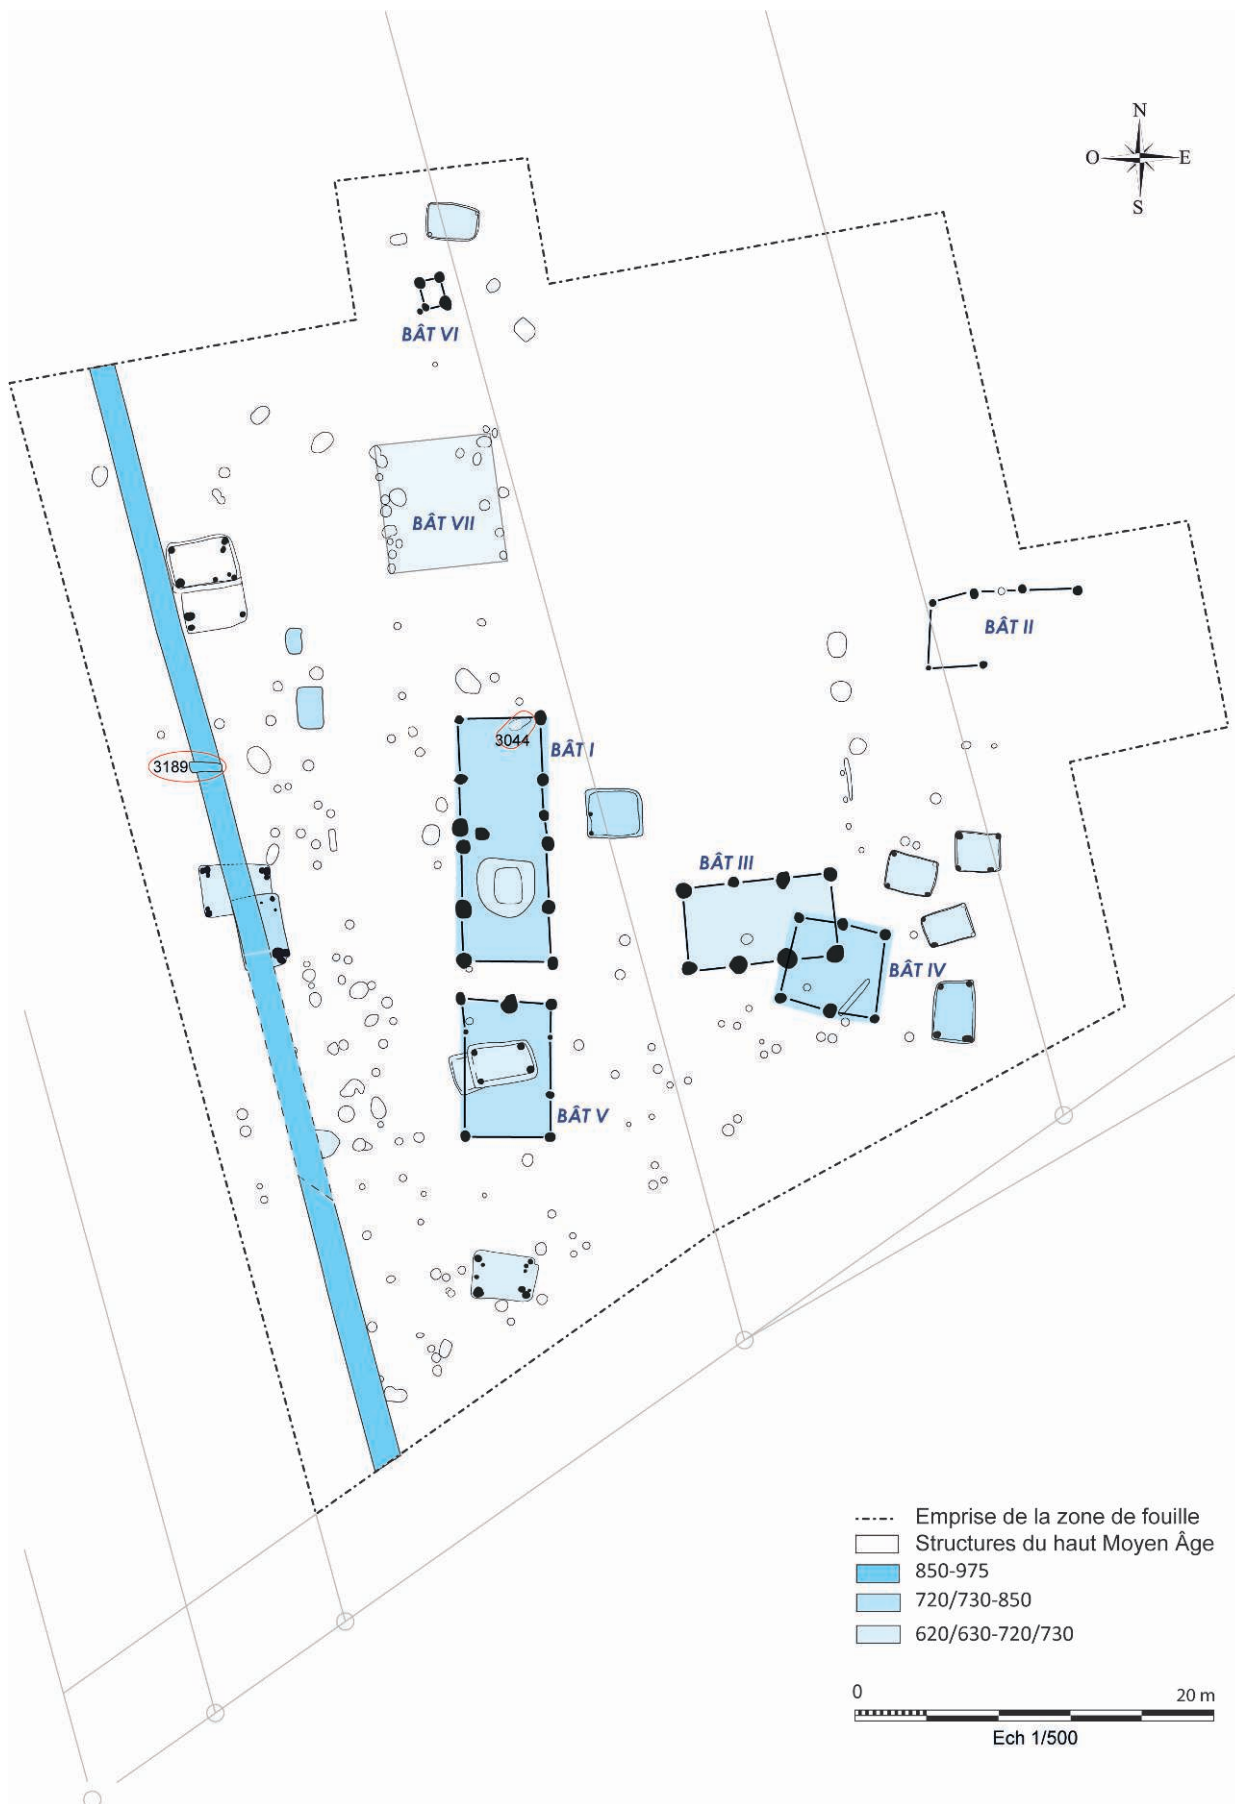 N
O E
S
BÂT VI
BÂT VII
BÂT II
3044
BÂT I
3189
BÂT III
BÂT IV
BÂT V
Emprise de la zone de fouille
Structures du haut Moyen Âge
850-975
720/730-850
620/630-720/730
0 20 m
Ech 1/500